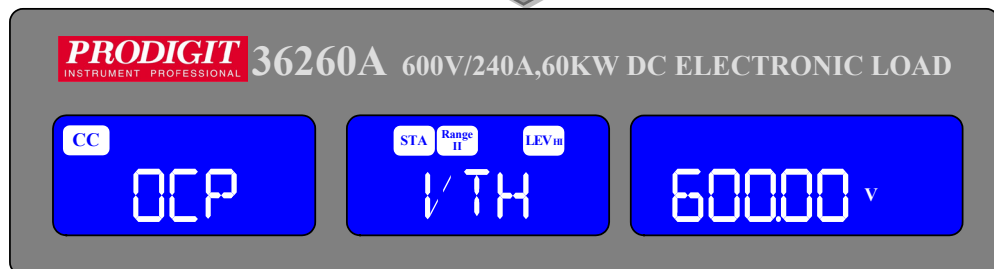 PRODIGIT
INSTRUMENT PROFESSIONAL
36260A 600V/240A,60KW DC ELECTRONIC LOAD
CC
OCP
STA Range II LEV HI
VTH
600.00 V